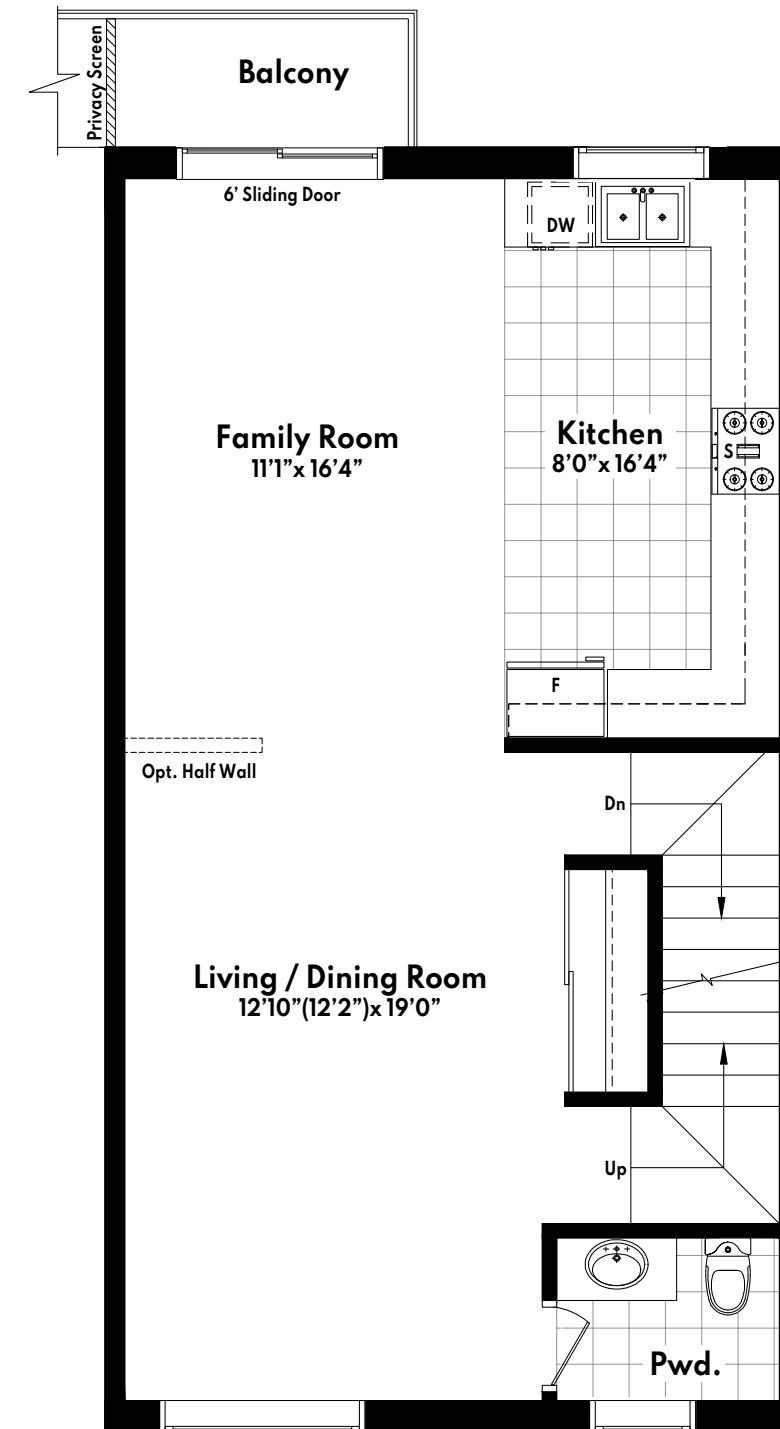 Privacy Screen
Balcony
6' Sliding Door
DW
Family Room
11'1” x 16'4”
Kitchen
8'0” x 16'4”
S
F
Opt. Half Wall
Dn
Living / Dining Room
12'10”(12'2”) x 19'0”
Up
Pwd.